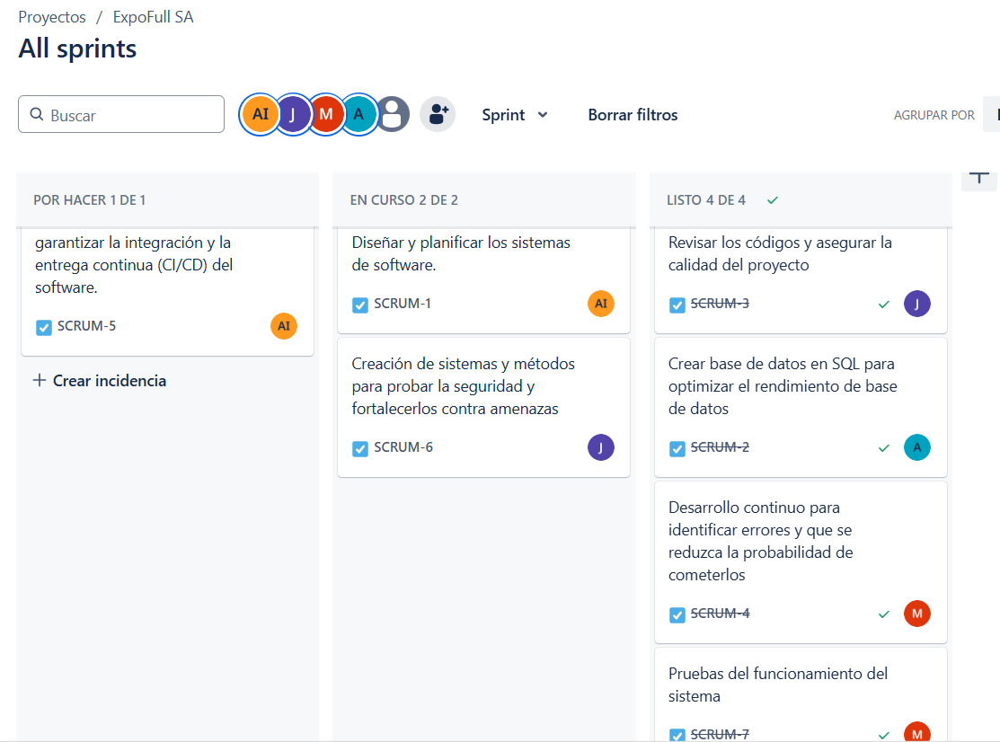 Proyectos / ExpoFull SA
All sprints
Buscar
AI J M A
Sprint
Borrar filtros
AGRUPAR POR
POR HACER 1 DE 1
garantizar la integración y la
entrega continua (CI/CD) del
software.
SCRUM-5
AI
+ Crear incidencia
EN CURSO 2 DE 2
Diseñar y planificar los sistemas
de software.
SCRUM-1
AI
Creación de sistemas y métodos
para probar la seguridad y
fortalecerlos contra amenazas
SCRUM-6
J
LISTO 4 DE 4
Revisar los códigos y asegurar la
calidad del proyecto
SCRUM-3
J
Crear base de datos en SQL para
optimizar el rendimiento de base
de datos
SCRUM-2
A
Desarrollo continuo para
identificar errores y que se
reduzca la probabilidad de
cometerlos
SCRUM-4
M
Pruebas del funcionamiento del
sistema
SCRUM-7
M